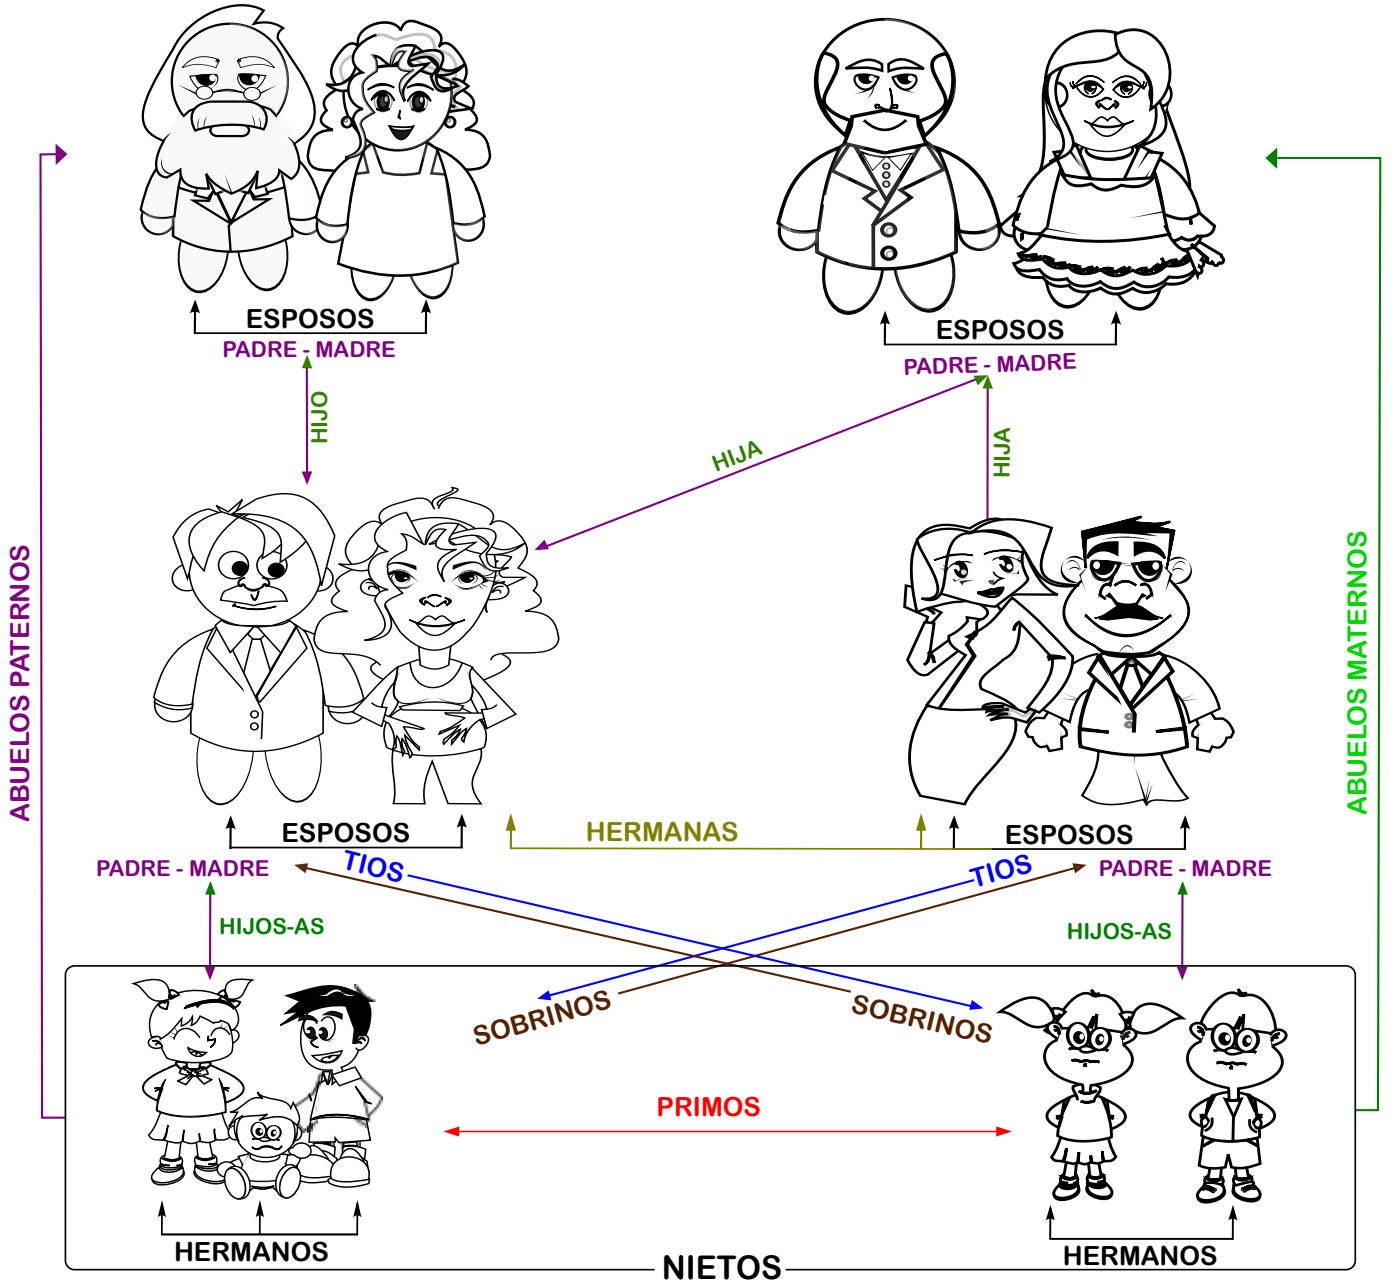 ESPOSOS
PADRE - MADRE
ESPOSOS
PADRE - MADRE
HIJO
HIJA
HIJA
ABUELOS PATERNOS
ABUELOS MATERNOS
ESPOSOS
HERMANAS
ESPOSOS
PADRE - MADRE
TIOS
TIOS
PADRE - MADRE
HIJOS-AS
HIJOS-AS
SOBRINOS
SOBRINOS
PRIMOS
HERMANOS
HERMANOS
NIETOS